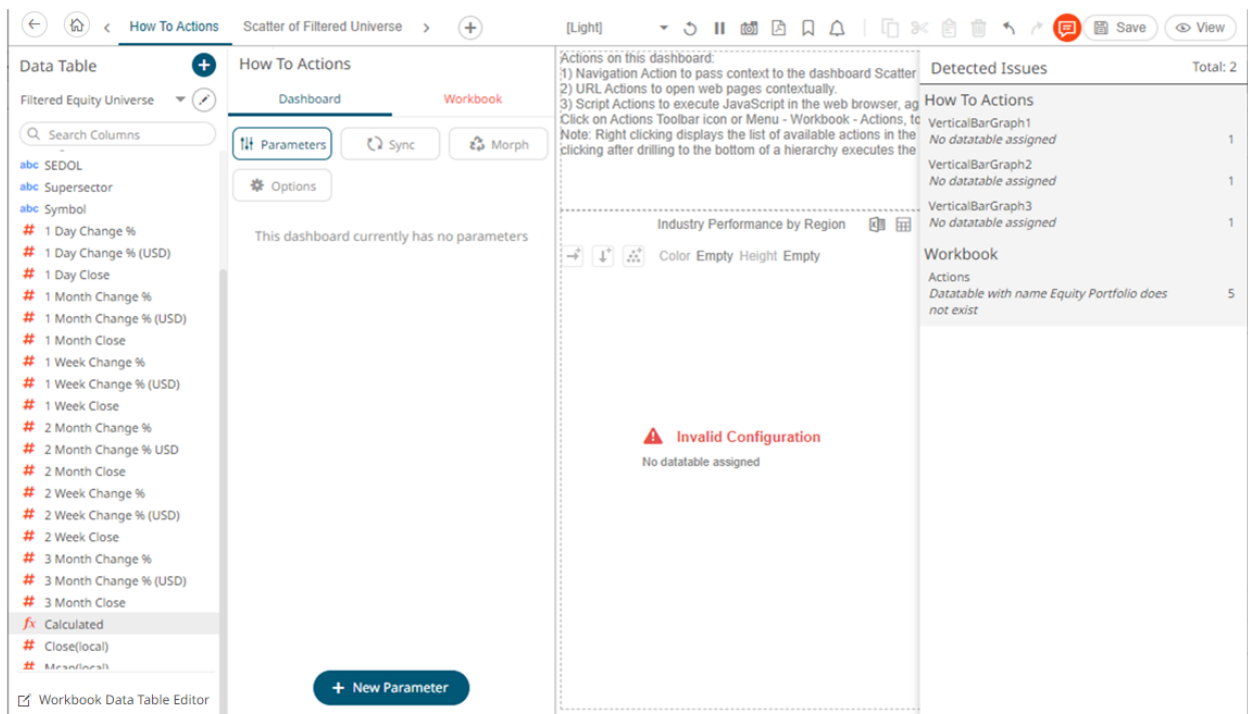 How To Actions
Scatter of Filtered Universe
[Light]
Save
View
Data Table
Filtered Equity Universe
Search Columns
abc SEDOL
abc Supersector
abc Symbol
# 1 Day Change %
# 1 Day Change % (USD)
# 1 Day Close
# 1 Month Change %
# 1 Month Change % (USD)
# 1 Month Close
# 1 Week Change %
# 1 Week Change % (USD)
# 1 Week Close
# 2 Month Change %
# 2 Month Change % USD
# 2 Month Close
# 2 Week Change %
# 2 Week Change % (USD)
# 2 Week Close
# 3 Month Change %
# 3 Month Change % (USD)
# 3 Month Close
fx Calculated
# Close(local)
# Mcap(local)
Workbook Data Table Editor
How To Actions
Dashboard
Workbook
Parameters
Sync
Morph
Options
This dashboard currently has no parameters
+ New Parameter
Actions on this dashboard:
1) Navigation Action to pass context to the dashboard Scatter
2) URL Actions to open web pages contextually.
3) Script Actions to execute JavaScript in the web browser, ag
Click on Actions Toolbar icon or Menu - Workbook - Actions, to
Note: Right clicking displays the list of available actions in the
clicking after drilling to the bottom of a hierarchy executes the
Industry Performance by Region
Color Empty Height Empty
Invalid Configuration
No datatable assigned
Detected Issues
Total: 2
How To Actions
VerticalBarGraph1
No datatable assigned 1
VerticalBarGraph2
No datatable assigned 1
VerticalBarGraph3
No datatable assigned 1
Workbook
Actions
Datatable with name Equity Portfolio does 5
not exist